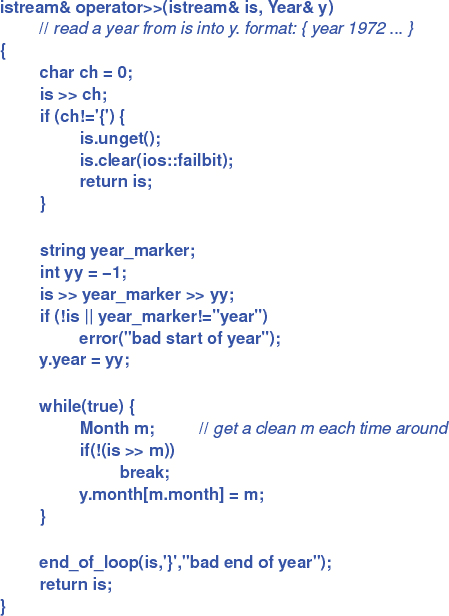 istream& operator>>(istream& is, Year& y)
// read a year from is into y. format: { year 1972 ... }
{
char ch = 0;
is >> ch;
if (ch!='{') {
is.unget();
is.clear(ios::failbit);
return is;
}
string year_marker;
int yy = –1;
is >> year_marker >> yy;
if (!is || year_marker!="year")
error("bad start of year");
y.year = yy;
while(true) {
Month m; // get a clean m each time around
if(!(is >> m))
break;
y.month[m.month] = m;
}
end_of_loop(is,'}',"bad end of year");
return is;
}